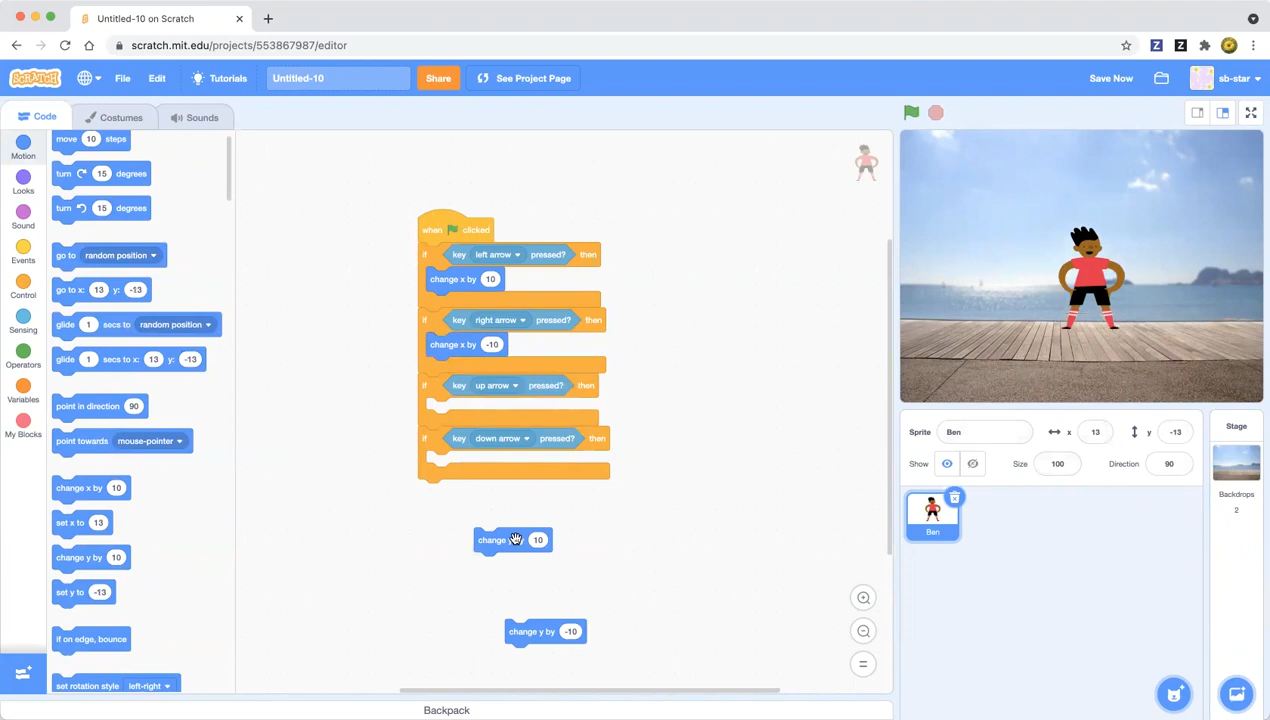 Untitled-10 on Scratch
scratch.mit.edu/projects/553867987/editor
SCRATCH File Edit Tutorials Untitled-10 Share See Project Page Save Now sb-star
Code Costumes Sounds
Motion
Looks
Sound
Events
Control
Sensing
Operators
Variables
My Blocks
move 10 steps
turn 15 degrees
turn 15 degrees
go to random position
go to x: 13 y: -13
glide 1 secs to random position
glide 1 secs to x: 13 y: -13
point in direction 90
point towards mouse-pointer
change x by 10
set x to 13
change y by 10
set y to -13
if on edge, bounce
set rotation style left-right
when clicked
if key left arrow pressed? then
change x by 10
if key right arrow pressed? then
change x by -10
if key up arrow pressed? then
if key down arrow pressed? then
change 10
change y by -10
Sprite Ben x 13 y -13
Show Size 100 Direction 90
Ben
Stage
Backdrops
2
Backpack